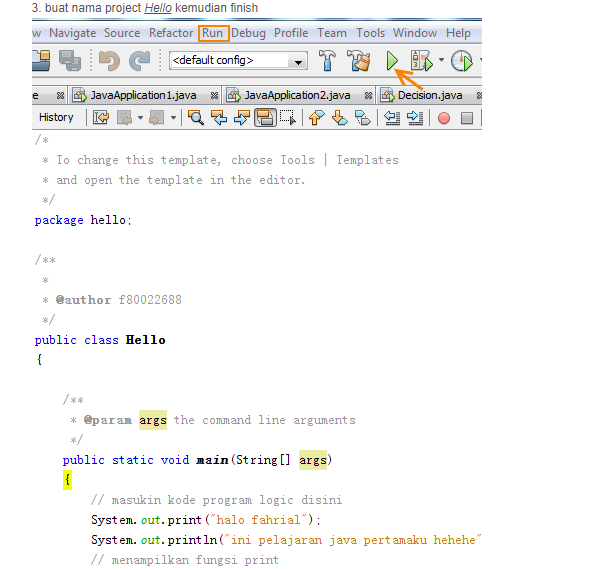 3. buat nama project Hello kemudian finish
w Navigate Source Refactor Run Debug Profile Team Tools Window Help
<default config>
e JavaApplication1.java JavaApplication2.java Decision.java
History
/*
* To change this template, choose Tools | Templates
* and open the template in the editor.
*/
package hello;
/**
*
* @author f80022688
*/
public class Hello
{
/**
* @param args the command line arguments
*/
public static void main(String[] args)
{
// masukin kode program logic disini
System.out.print("halo fahrial");
System.out.println("ini pelajaran java pertamaku hehehe"
// menampilkan fungsi print